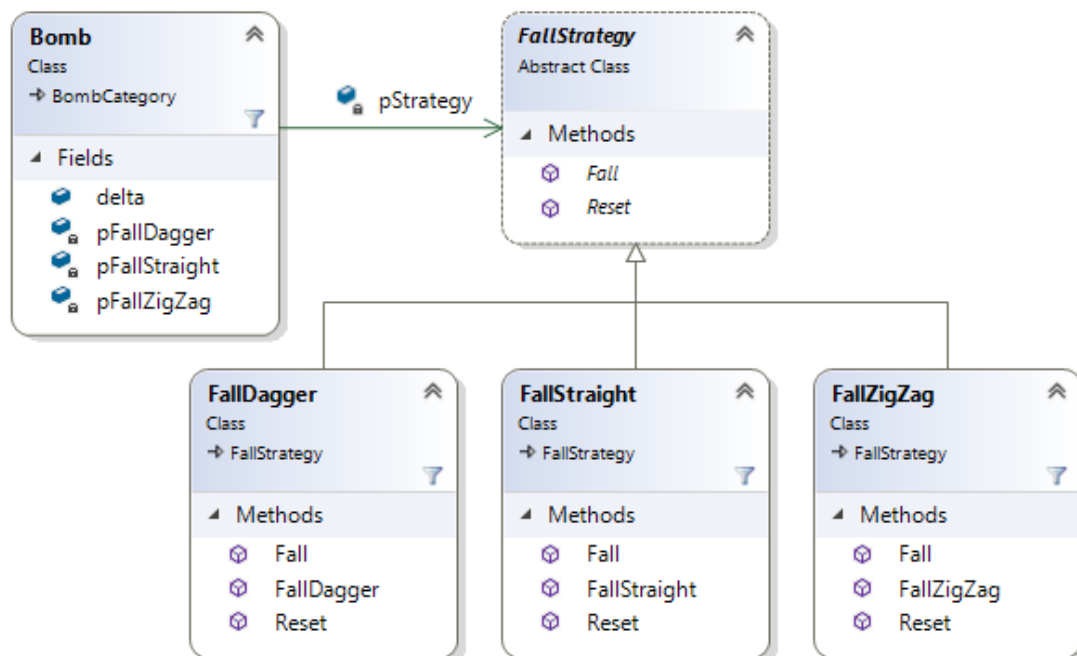 Bomb
Class
BombCategory
Fields
delta
pFallDagger
pFallStraight
pFallZigZag
pStrategy
FallStrategy
Abstract Class
Methods
Fall
Reset
FallDagger
Class
FallStrategy
Methods
Fall
FallDagger
Reset
FallStraight
Class
FallStrategy
Methods
Fall
FallStraight
Reset
FallZigZag
Class
FallStrategy
Methods
Fall
FallZigZag
Reset